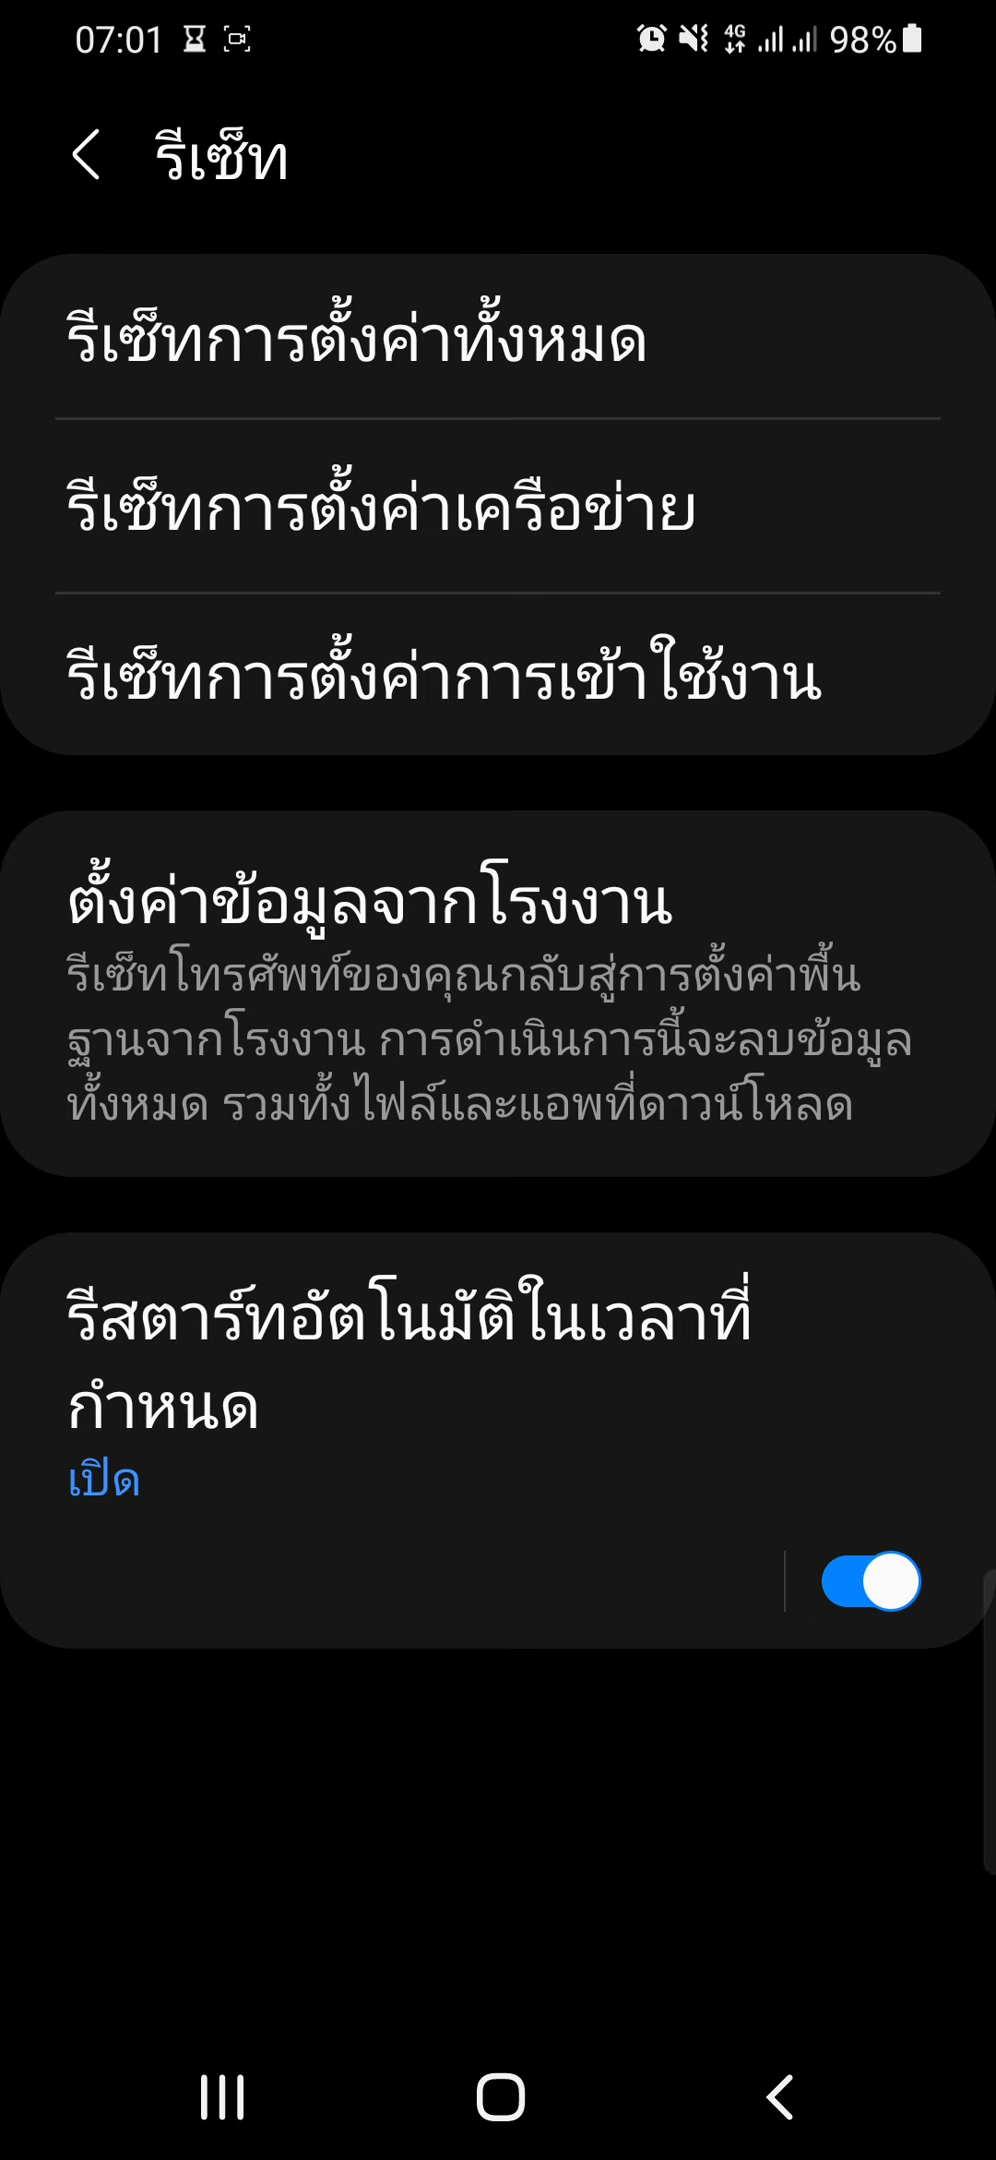 07:01 98%
รีเซ็ท
รีเซ็ทการตั้งค่าทั้งหมด
รีเซ็ทการตั้งค่าเครือข่าย
รีเซ็ทการตั้งค่าการเข้าใช้งาน
ตั้งค่าข้อมูลจากโรงงาน
รีเซ็ทโทรศัพท์ของคุณกลับสู่การตั้งค่าพื้น
ฐานจากโรงงาน การดำเนินการนี้จะลบข้อมูล
ทั้งหมด รวมทั้งไฟล์และแอพที่ดาวน์โหลด
รีสตาร์ทอัตโนมัติในเวลาที่
กำหนด
เปิด